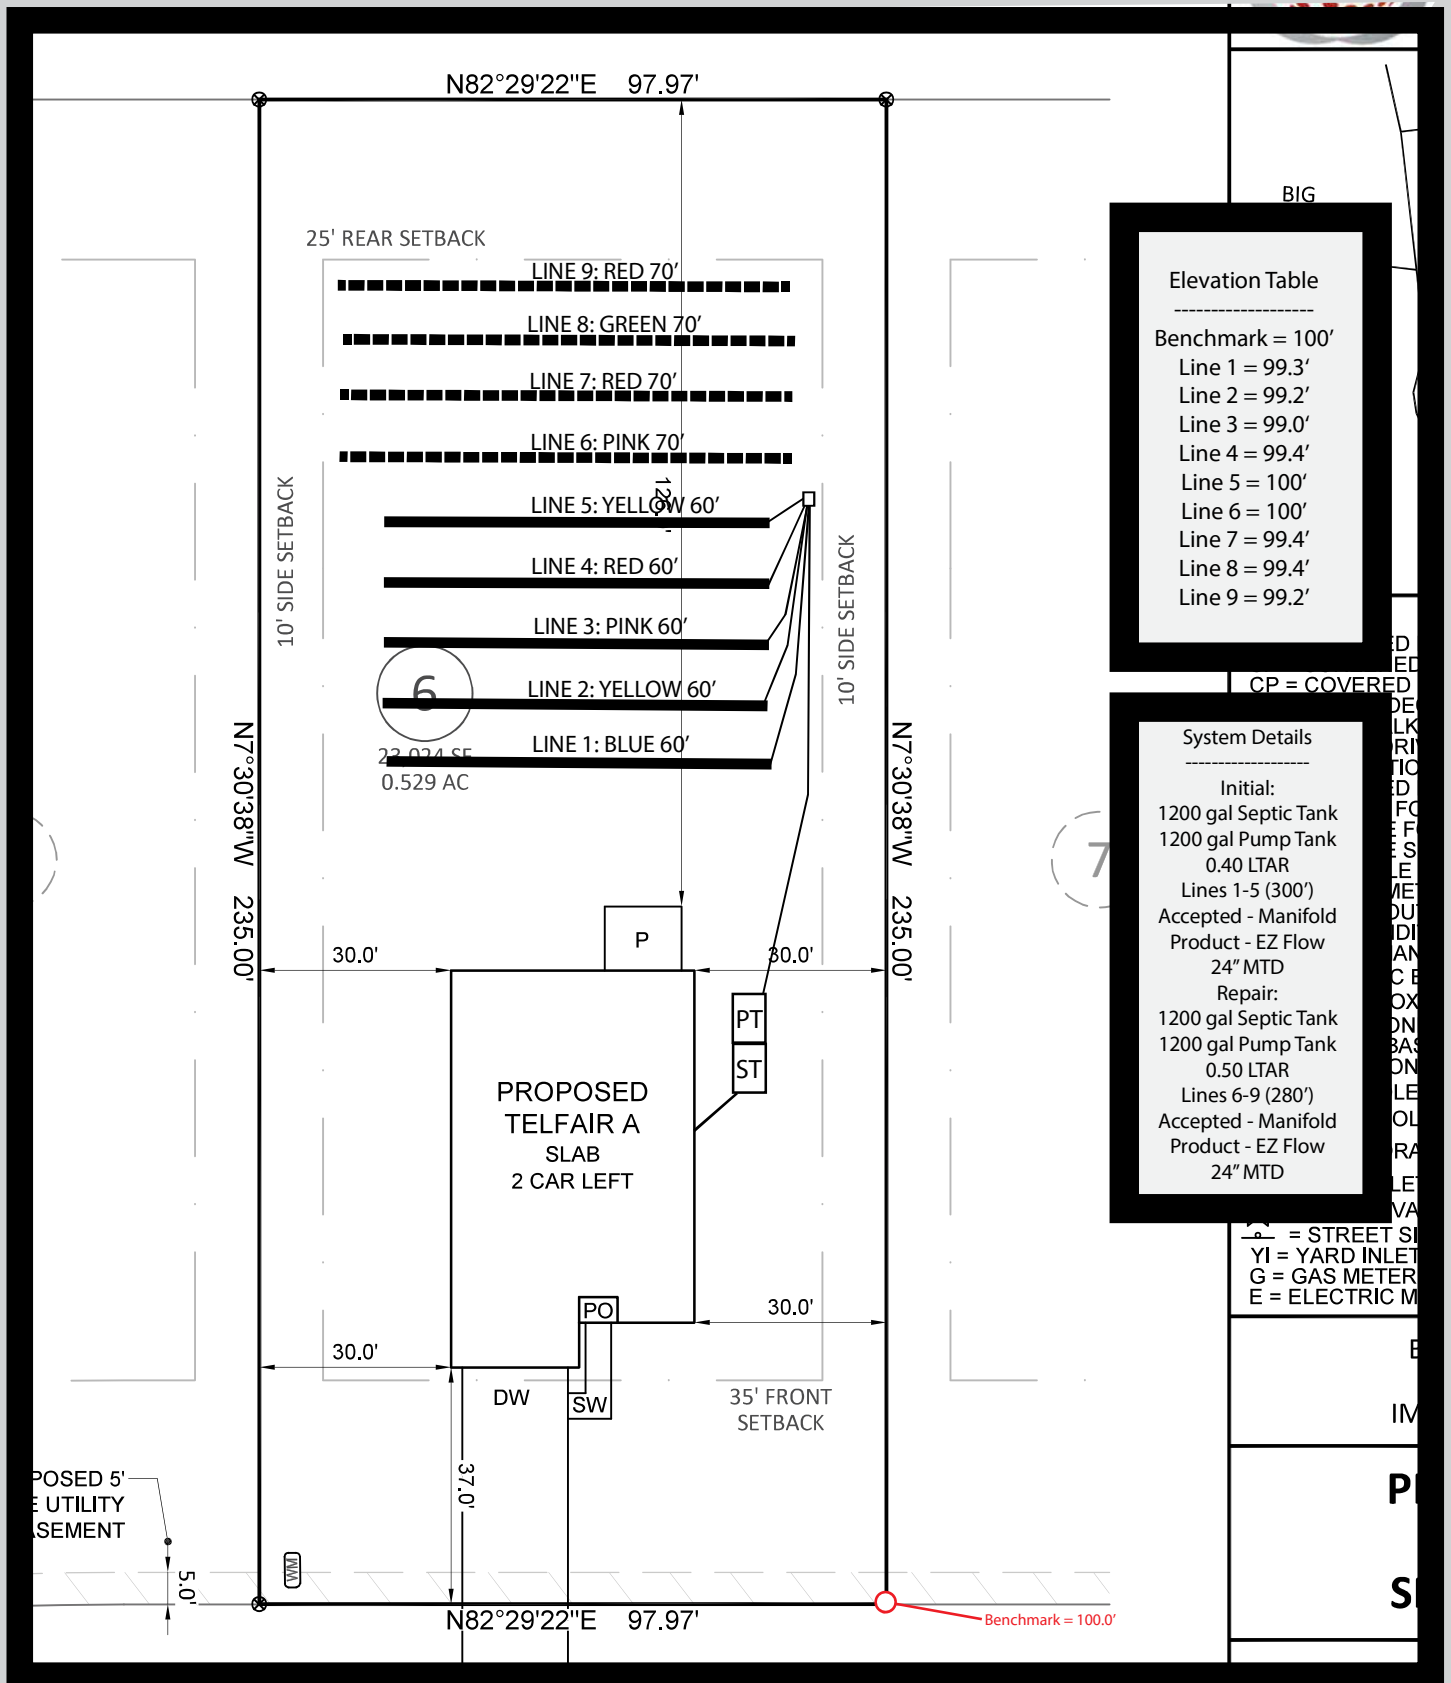 N82°29'22"E 97.97'
25' REAR SETBACK
LINE 9: RED 70'
LINE 8: GREEN 70'
LINE 7: RED 70'
LINE 6: PINK 70'
LINE 5: YELLOW 60'
LINE 4: RED 60'
LINE 3: PINK 60'
LINE 2: YELLOW 60'
LINE 1: BLUE 60'
10' SIDE SETBACK
10' SIDE SETBACK
6
0.529 AC
N7°30'38"W 235.00'
N7°30'38"W 235.00'
P
30.0'
30.0'
PT
ST
PROPOSED
TELFAIR A
SLAB
2 CAR LEFT
PO
30.0'
30.0'
DW
SW
35' FRONT
SETBACK
37.0'
POSED 5'
E UTILITY
ASEMENT
5.0'
WM
N82°29'22"E 97.97'
Benchmark = 100.0'
7
BIG
Elevation Table
-------------------
Benchmark = 100'
Line 1 = 99.3'
Line 2 = 99.2'
Line 3 = 99.0'
Line 4 = 99.4'
Line 5 = 100'
Line 6 = 100'
Line 7 = 99.4'
Line 8 = 99.4'
Line 9 = 99.2'
CP = COVERED
System Details
-------------------
Initial:
1200 gal Septic Tank
1200 gal Pump Tank
0.40 LTAR
Lines 1-5 (300')
Accepted - Manifold
Product - EZ Flow
24" MTD
Repair:
1200 gal Septic Tank
1200 gal Pump Tank
0.50 LTAR
Lines 6-9 (280')
Accepted - Manifold
Product - EZ Flow
24" MTD
= STREET SI
YI = YARD INLET
G = GAS METER
E = ELECTRIC M